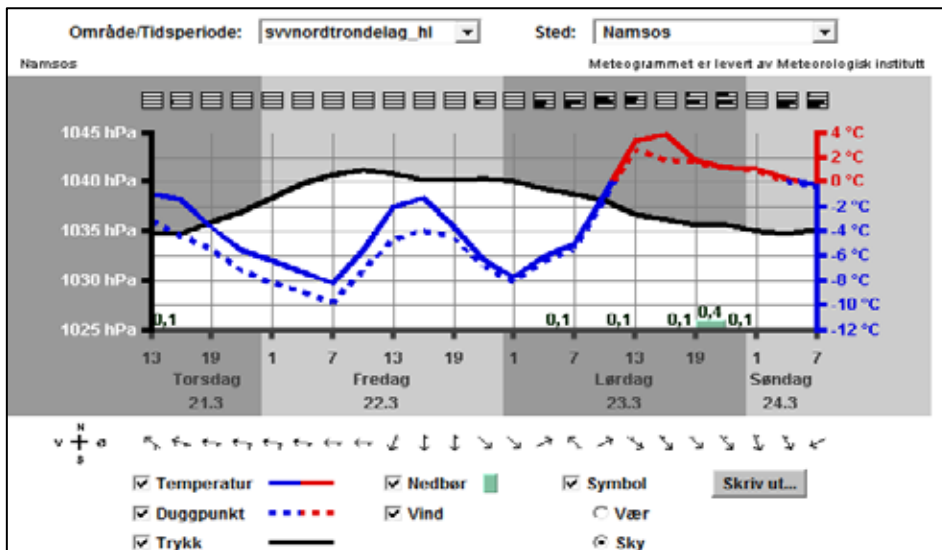 Område/Tidsperiode: svvnordtrondelag_hl Sted: Namsos
Namsos Meteogrammet er levert av Meteorologisk institutt
1045 hPa 4 °C
2 °C
1040 hPa 0 °C
-2 °C
1035 hPa -4 °C
-6 °C
1030 hPa -8 °C
-10 °C
0,1 0,1 0,1 0,1 0,4 0,1
1025 hPa -12 °C
13 19 1 7 13 19 1 7 13 19 1 7
Torsdag Fredag Lørdag Søndag
21.3 22.3 23.3 24.3
N
V ø
S
Temperatur Nedbør Symbol Skriv ut...
Duggpunkt Vind Vær
Trykk Sky